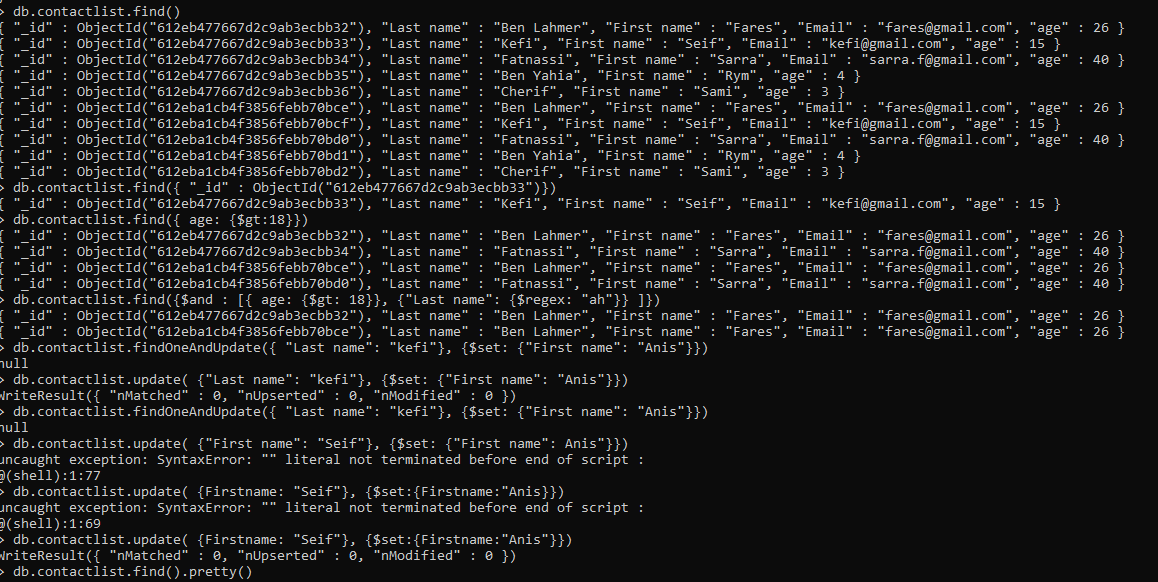 > db.contactlist.find()
{ "_id" : ObjectId("612eb477667d2c9ab3ecbb32"), "Last name" : "Ben Lahmer", "First name" : "Fares", "Email" : "fares@gmail.com", "age" : 26 }
{ "_id" : ObjectId("612eb477667d2c9ab3ecbb33"), "Last name" : "Kefi", "First name" : "Seif", "Email" : "kefi@gmail.com", "age" : 15 }
{ "_id" : ObjectId("612eb477667d2c9ab3ecbb34"), "Last name" : "Fatnassi", "First name" : "Sarra", "Email" : "sarra.f@gmail.com", "age" : 40 }
{ "_id" : ObjectId("612eb477667d2c9ab3ecbb35"), "Last name" : "Ben Yahia", "First name" : "Rym", "age" : 4 }
{ "_id" : ObjectId("612eb477667d2c9ab3ecbb36"), "Last name" : "Cherif", "First name" : "Sami", "age" : 3 }
{ "_id" : ObjectId("612eba1cb4f3856febb70bce"), "Last name" : "Ben Lahmer", "First name" : "Fares", "Email" : "fares@gmail.com", "age" : 26 }
{ "_id" : ObjectId("612eba1cb4f3856febb70bcf"), "Last name" : "Kefi", "First name" : "Seif", "Email" : "kefi@gmail.com", "age" : 15 }
{ "_id" : ObjectId("612eba1cb4f3856febb70bd0"), "Last name" : "Fatnassi", "First name" : "Sarra", "Email" : "sarra.f@gmail.com", "age" : 40 }
{ "_id" : ObjectId("612eba1cb4f3856febb70bd1"), "Last name" : "Ben Yahia", "First name" : "Rym", "age" : 4 }
{ "_id" : ObjectId("612eba1cb4f3856febb70bd2"), "Last name" : "Cherif", "First name" : "Sami", "age" : 3 }
> db.contactlist.find({ "_id" : ObjectId("612eb477667d2c9ab3ecbb33")})
{ "_id" : ObjectId("612eb477667d2c9ab3ecbb33"), "Last name" : "Kefi", "First name" : "Seif", "Email" : "kefi@gmail.com", "age" : 15 }
> db.contactlist.find({ age: {$gt:18}})
{ "_id" : ObjectId("612eb477667d2c9ab3ecbb32"), "Last name" : "Ben Lahmer", "First name" : "Fares", "Email" : "fares@gmail.com", "age" : 26 }
{ "_id" : ObjectId("612eb477667d2c9ab3ecbb34"), "Last name" : "Fatnassi", "First name" : "Sarra", "Email" : "sarra.f@gmail.com", "age" : 40 }
{ "_id" : ObjectId("612eba1cb4f3856febb70bce"), "Last name" : "Ben Lahmer", "First name" : "Fares", "Email" : "fares@gmail.com", "age" : 26 }
{ "_id" : ObjectId("612eba1cb4f3856febb70bd0"), "Last name" : "Fatnassi", "First name" : "Sarra", "Email" : "sarra.f@gmail.com", "age" : 40 }
> db.contactlist.find({$and : [{ age: {$gt: 18}}, {"Last name": {$regex: "ah"}} ]})
{ "_id" : ObjectId("612eb477667d2c9ab3ecbb32"), "Last name" : "Ben Lahmer", "First name" : "Fares", "Email" : "fares@gmail.com", "age" : 26 }
{ "_id" : ObjectId("612eba1cb4f3856febb70bce"), "Last name" : "Ben Lahmer", "First name" : "Fares", "Email" : "fares@gmail.com", "age" : 26 }
> db.contactlist.findOneAndUpdate({ "Last name": "kefi"}, {$set: {"First name": "Anis"}})
null
> db.contactlist.update( {"Last name": "kefi"}, {$set: {"First name": "Anis"}})
WriteResult({ "nMatched" : 0, "nUpserted" : 0, "nModified" : 0 })
> db.contactlist.findOneAndUpdate({ "Last name": "kefi"}, {$set: {"First name": "Anis"}})
null
> db.contactlist.update( {"First name": "Seif"}, {$set: {"First name": Anis"}})
uncaught exception: SyntaxError: "" literal not terminated before end of script :
@(shell):1:77
> db.contactlist.update( {Firstname: "Seif"}, {$set:{Firstname:"Anis}})
uncaught exception: SyntaxError: "" literal not terminated before end of script :
@(shell):1:69
> db.contactlist.update( {Firstname: "Seif"}, {$set:{Firstname:"Anis"}})
WriteResult({ "nMatched" : 0, "nUpserted" : 0, "nModified" : 0 })
> db.contactlist.find().pretty()